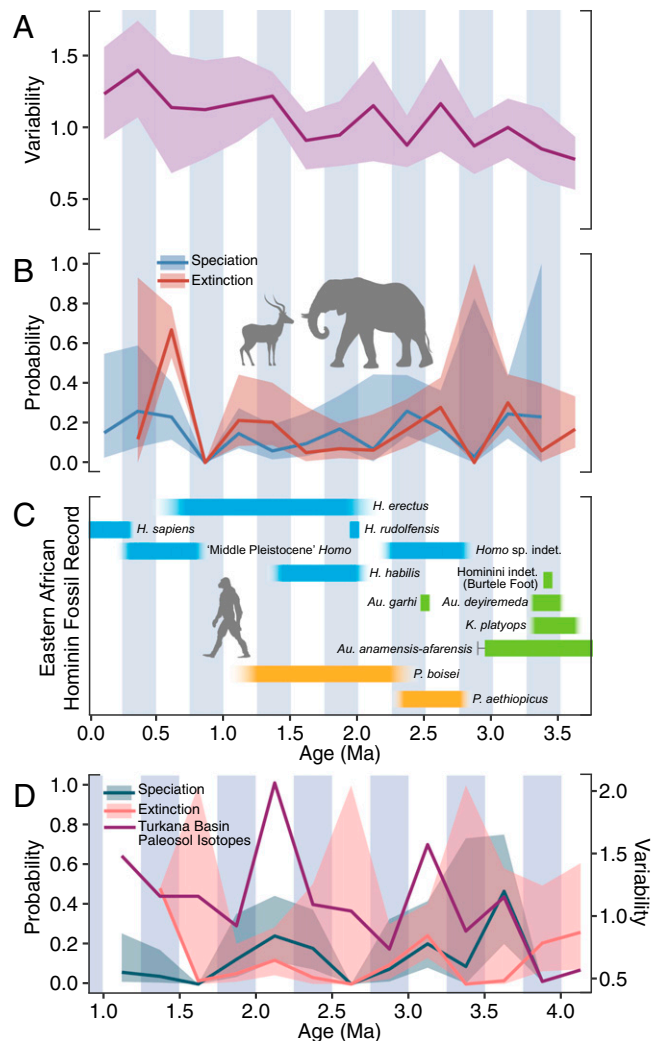 A
1.5
1.0
0.5
Variability
B
Speciation
Extinction
1.0
0.8
0.6
0.4
0.2
0.0
Probability
C
Eastern African
Hominin Fossil Record
H. erectus
H. sapiens
H. rudolfensis
‘Middle Pleistocene’ Homo
Homo sp. indet.
H. habilis
Hominini indet.
(Burtele Foot)
Au. garhi
Au. deyiremeda
K. platyops
Au. anamensis-afarensis
P. boisei
P. aethiopicus
0.0 0.5 1.0 1.5 2.0 2.5 3.0 3.5
Age (Ma)
D
Speciation
Extinction
Turkana Basin
Paleosol Isotopes
1.0
0.8
0.6
0.4
0.2
0.0
Probability
2.0
1.5
1.0
0.5
Variability
1.0 1.5 2.0 2.5 3.0 3.5 4.0
Age (Ma)